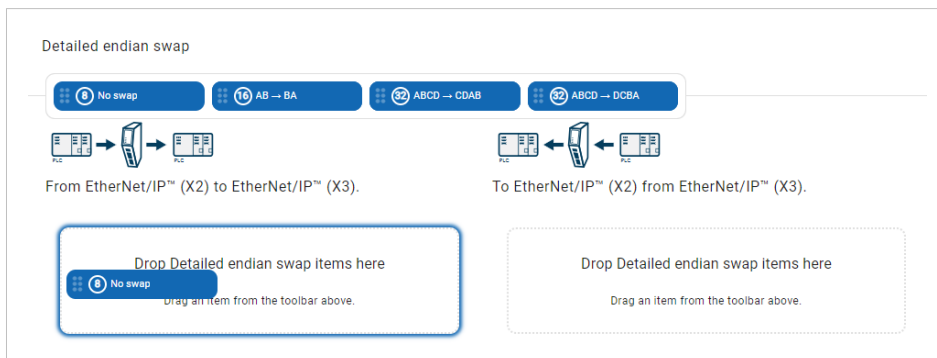 Detailed endian swap
8 No swap
16 AB → BA
32 ABCD → CDAB
32 ABCD → DCBA
PLC
PLC
PLC
PLC
From EtherNet/IP™ (X2) to EtherNet/IP™ (X3).
To EtherNet/IP™ (X2) from EtherNet/IP™ (X3).
Drop Detailed endian swap items here
8 No swap
Drag an item from the toolbar above.
Drop Detailed endian swap items here
Drag an item from the toolbar above.